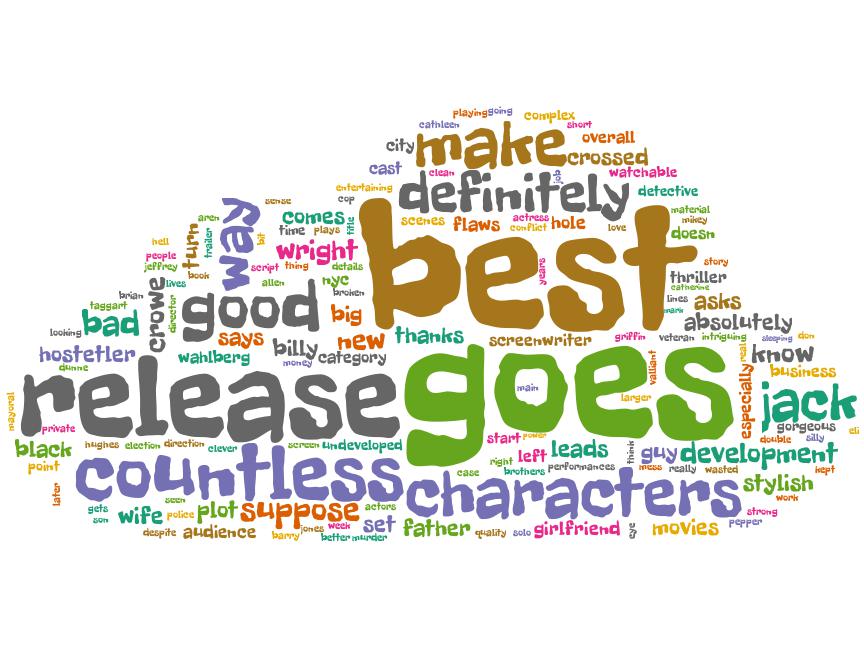 playing going complex
cathleen short
city make overall
crossed
cast clean job watchable
entertaining definitely detective
cop material
sense scenes flaws actress hole mikey
aren way comes conflict love doesn
time plays title
hell turn trailer bit wright best story
people script thing details years thriller
jeffrey book catherine
lives allen nyc
brian crowe director broken lines asks
taggart good big mark
bad absolutely
looking says new thanks screenwriter griffin veteran intriguing sleeping don
hostetler wahlberg billy category know
dunne money real business
release goes main valiant especially
mayoral larger jack
private gorgeous
start power double silly eli
black hughes election direction clever screen undeveloped left leads think guy development
point right brothers performances mess really wasted kept
countless case characters stylish
later seen work
gets son wife police plot suppose actors strong
set father girlfriend eye movies pepper
despite audience barry jones week quality solo
better murder